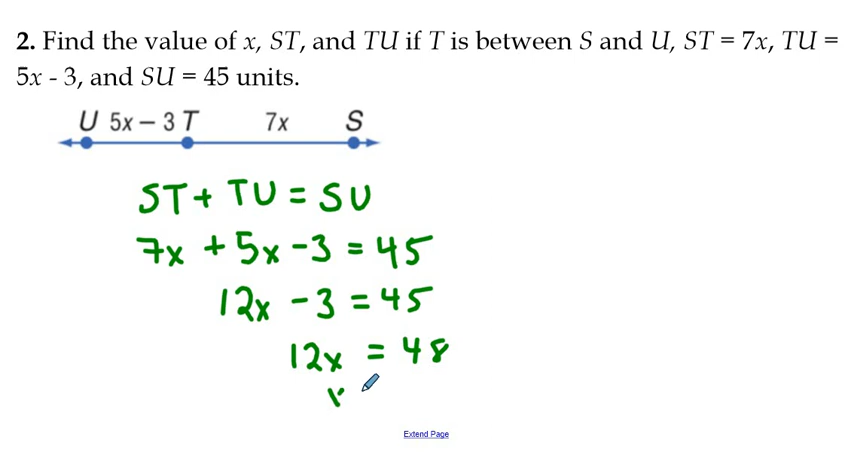 2. Find the value of x, ST, and TU if T is between S and U, ST = 7x, TU =
5x - 3, and SU = 45 units.
U 5x – 3 T 7x S
ST + TU = SU
7x + 5x - 3 = 45
12x - 3 = 45
12x = 48
x
Extend Page